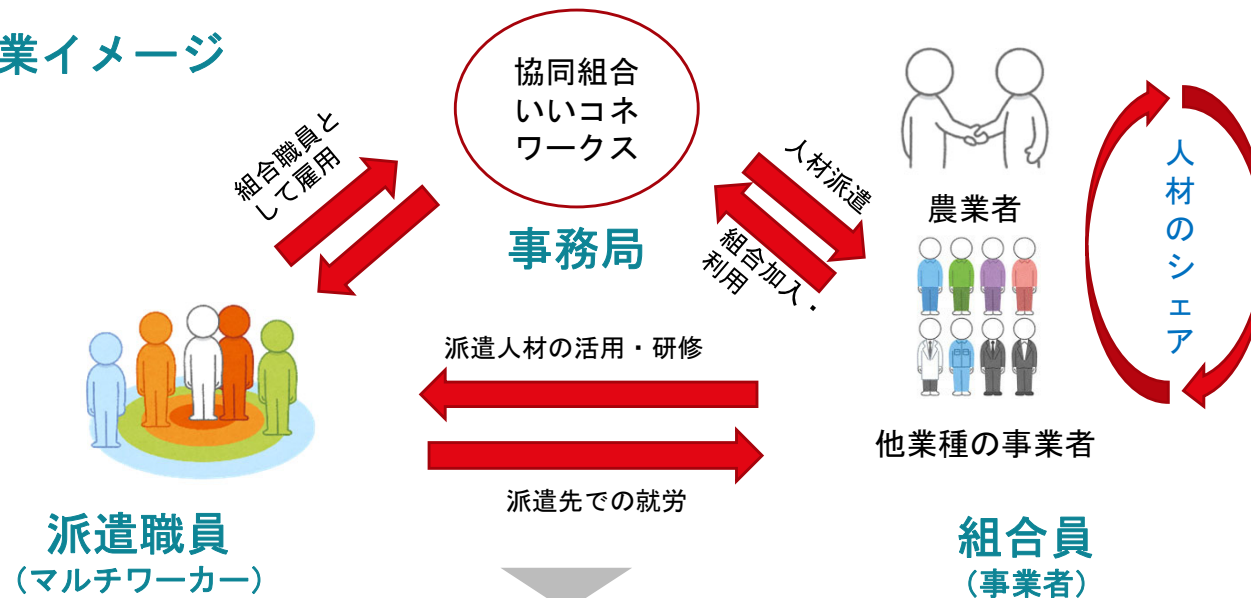 業イメージ
協同組合
いいコネ
ワークス
事務局
組合職員と
して雇用
人材派遣
組合加入・
利用
農業者
他業種の事業者
人材のシェア
派遣人材の活用・研修
派遣先での就労
派遣職員
（マルチワーカー）
組合員
（事業者）